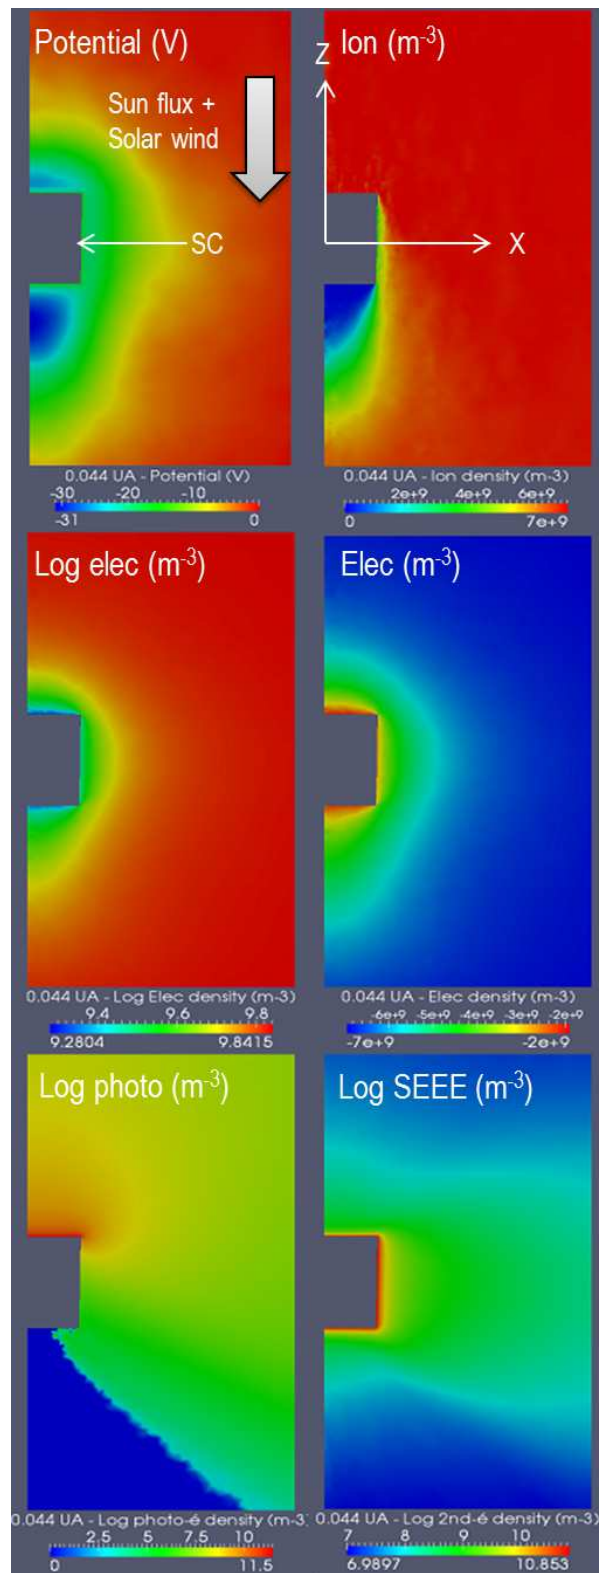 Potential (V)
Sun flux +
Solar wind
SC
0.044 UA - Potential (V)
-30 -20 -10
-31 0
Ion (m⁻³)
Z
X
0.044 UA - Ion density (m-3)
2e+9 4e+9 6e+9
0 7e+9
Log elec (m⁻³)
0.044 UA - Log Elec density (m-3)
9.4 9.6 9.8
9.2804 9.8415
Elec (m⁻³)
0.044 UA - Elec density (m-3)
-6e+9 -5e+9 -4e+9 -3e+9 -2e+9
-7e+9 -2e+9
Log photo (m⁻³)
0.044 UA - Log photo-é density (m-3)
2.5 5 7.5 10
0 11.5
Log SEEE (m⁻³)
0.044 UA - Log 2nd-é density (m-3)
7 8 9 10
6.9897 10.853